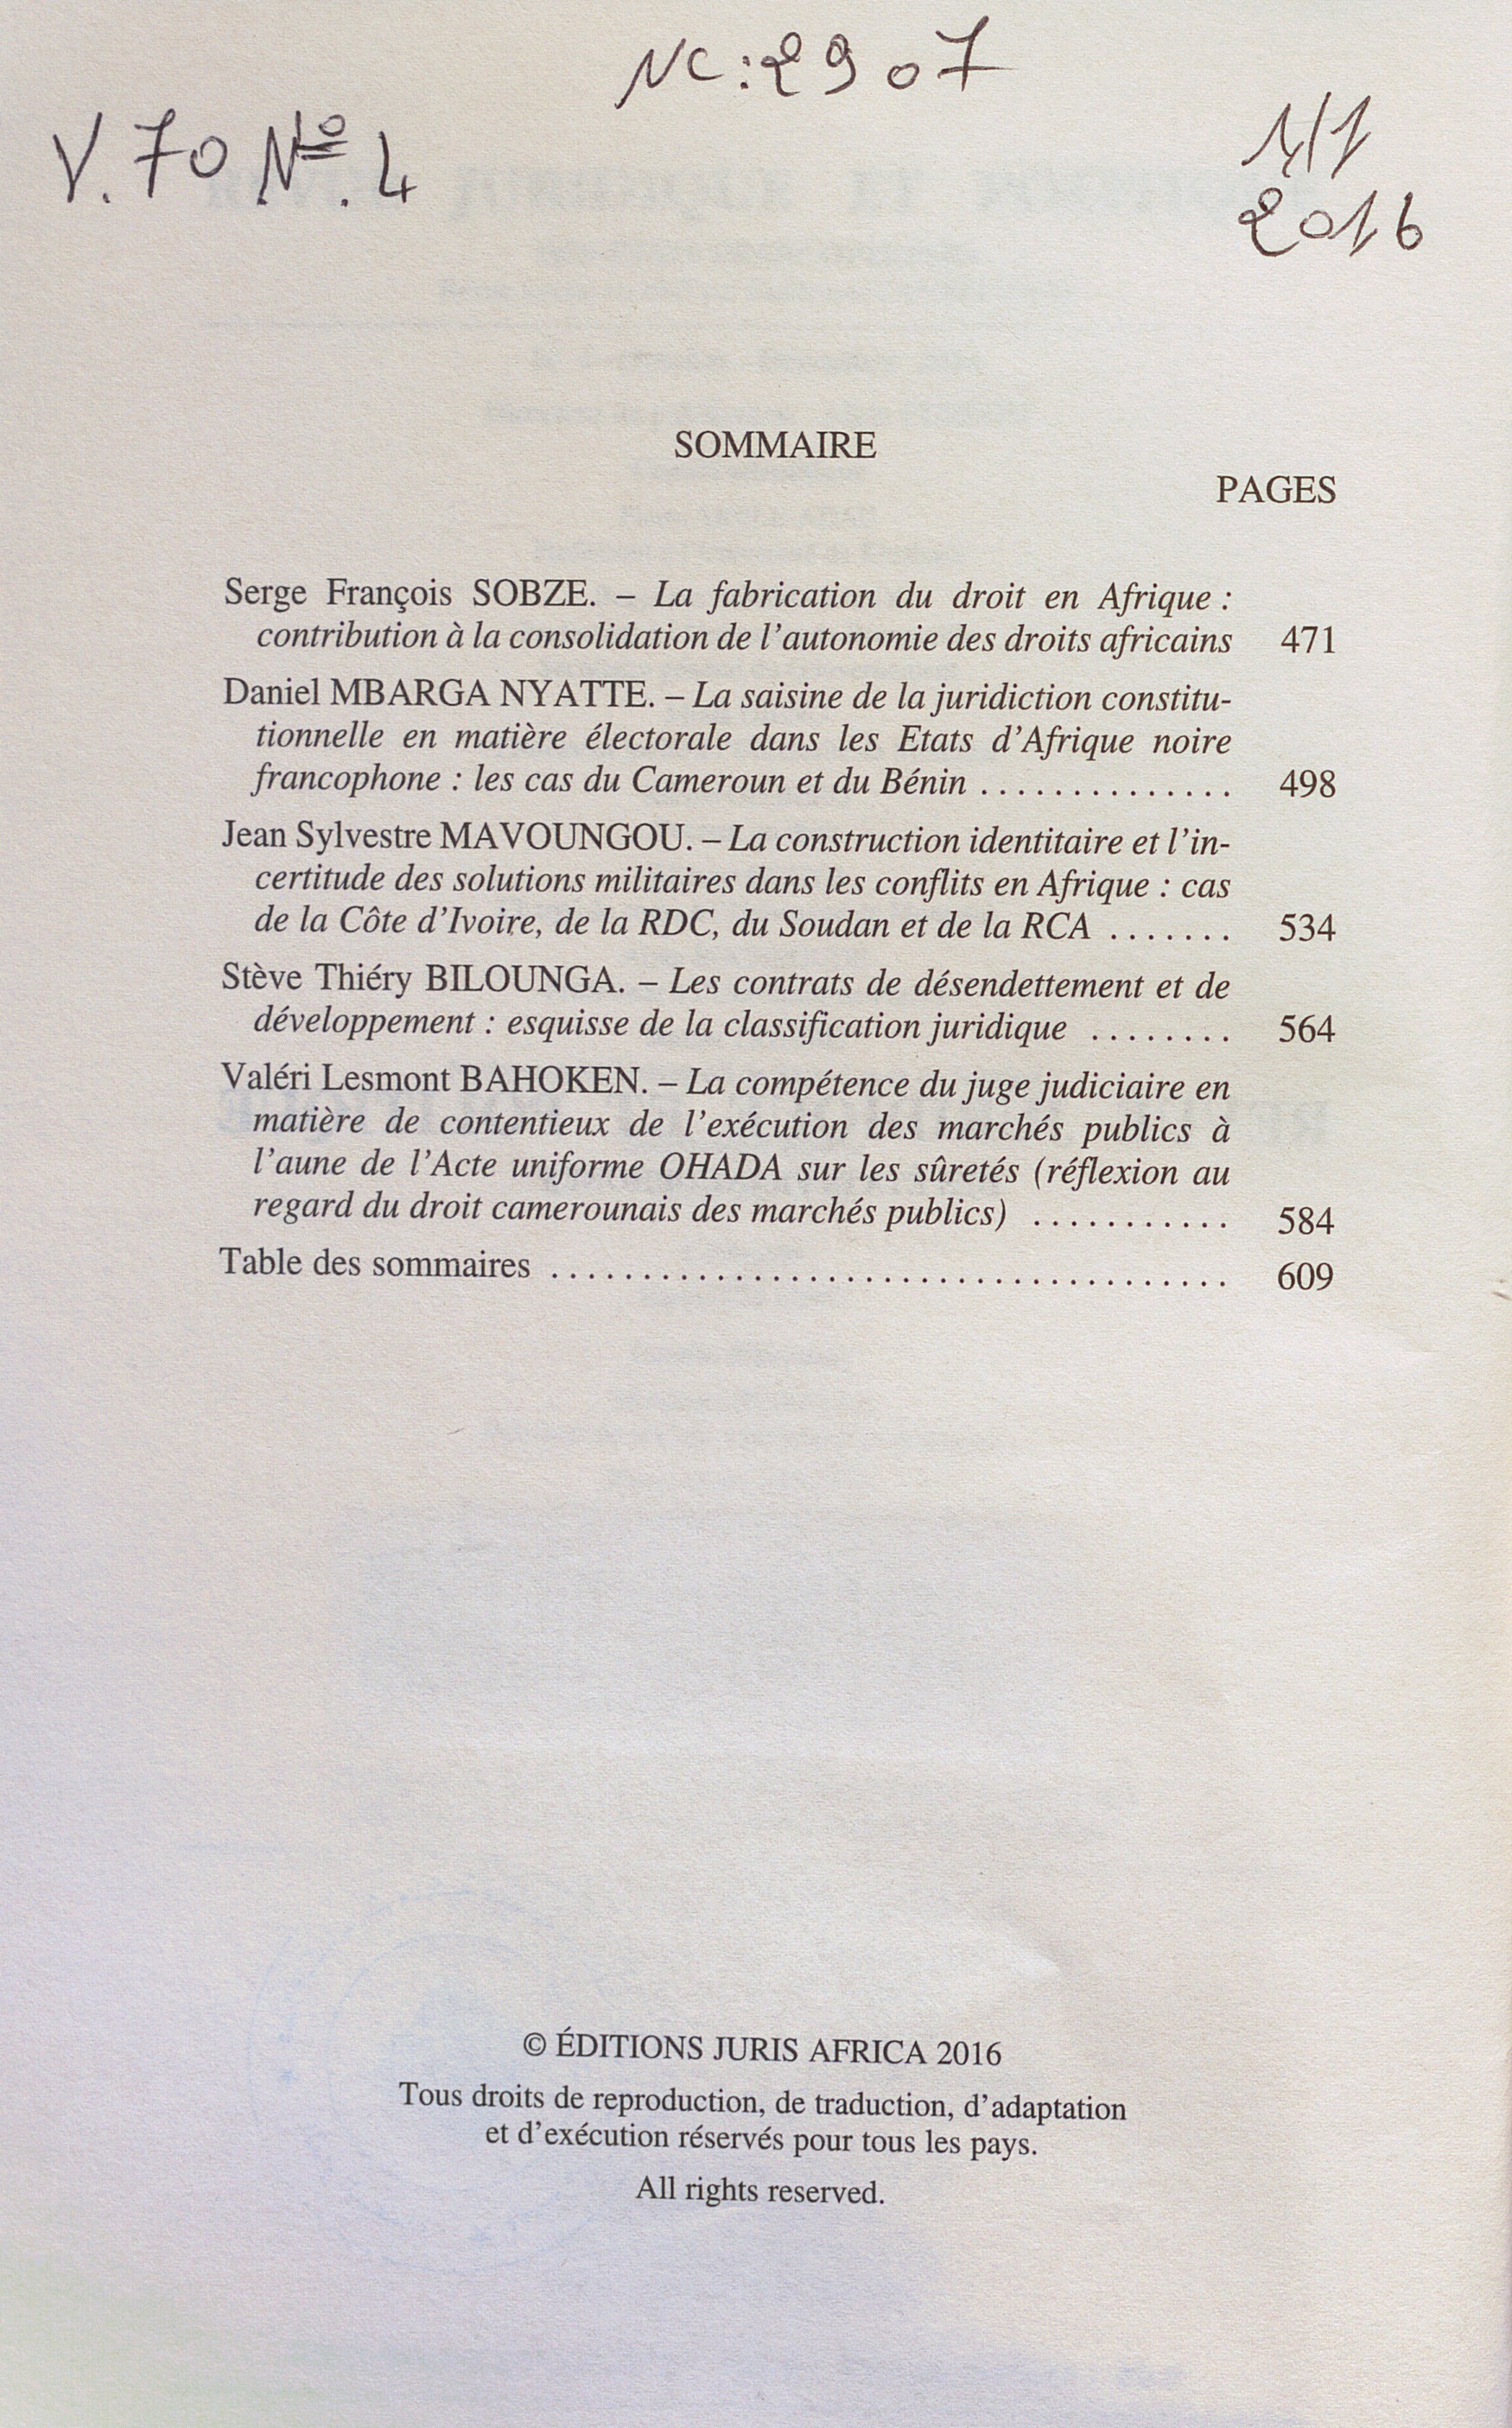 NC:2907
V.70 Nº.4
1/1
2016
SOMMAIRE
PAGES
Serge François SOBZE. – La fabrication du droit en Afrique :
contribution à la consolidation de l'autonomie des droits africains 471
Daniel MBARGA NYATTE. – La saisine de la juridiction constitu-
tionnelle en matière électorale dans les Etats d'Afrique noire
francophone : les cas du Cameroun et du Bénin .............. 498
Jean Sylvestre MAVOUNGOU. – La construction identitaire et l'in-
certitude des solutions militaires dans les conflits en Afrique : cas
de la Côte d'Ivoire, de la RDC, du Soudan et de la RCA ....... 534
Stève Thiéry BILOUNGA. – Les contrats de désendettement et de
développement : esquisse de la classification juridique ........ 564
Valéri Lesmont BAHOKEN. – La compétence du juge judiciaire en
matière de contentieux de l'exécution des marchés publics à
l'aune de l'Acte uniforme OHADA sur les sûretés (réflexion au
regard du droit camerounais des marchés publics) ........... 584
Table des sommaires ...................................... 609
© ÉDITIONS JURIS AFRICA 2016
Tous droits de reproduction, de traduction, d'adaptation
et d'exécution réservés pour tous les pays.
All rights reserved.